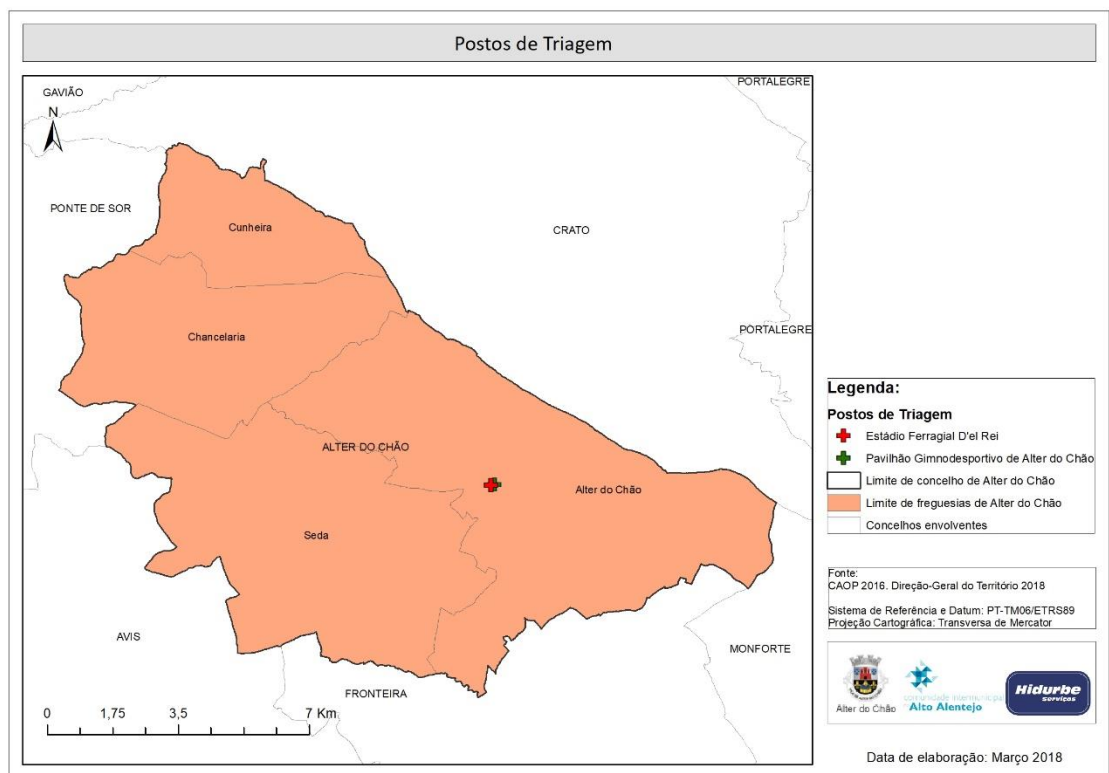 Postos de Triagem
GAVIÃO
PORTALEGRE
N
PONTE DE SOR
Cunheira
CRATO
Chancelaria
PORTALEGRE
ALTER DO CHÃO
Alter do Chão
Seda
AVIS
MONFORTE
FRONTEIRA
0 1,75 3,5 7 Km
Legenda:
Postos de Triagem
Estádio Ferragial D'el Rei
Pavilhão Gimnodesportivo de Alter do Chão
Limite de concelho de Alter do Chão
Limite de freguesias de Alter do Chão
Concelhos envolventes
Fonte:
CAOP 2016. Direção-Geral do Território 2018
Sistema de Referência e Datum: PT-TM06/ETRS89
Projeção Cartográfica: Transversa de Mercator
Alter do Chão
comunidade intermunicipal
Alto Alentejo
Hidurbe
Serviços
Data de elaboração: Março 2018